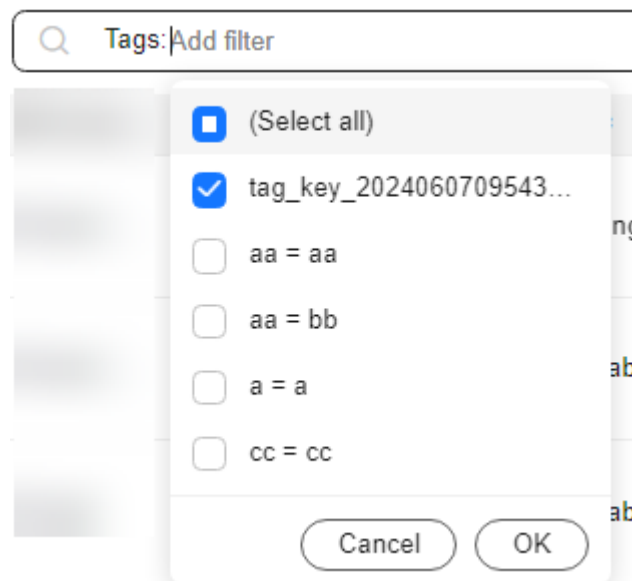 Tags: Add filter
(Select all)
tag_key_2024060709543...
aa = aa
aa = bb
a = a
cc = cc
Cancel OK